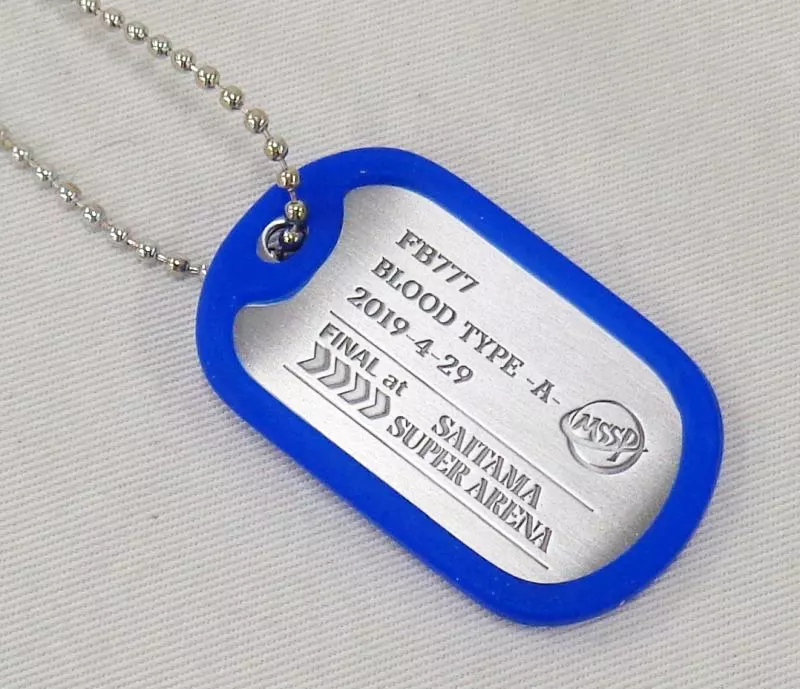 FB777
BLOOD TYPE -A-
2019-4-29
MSSP
FINAL at
SAITAMA
SUPER ARENA